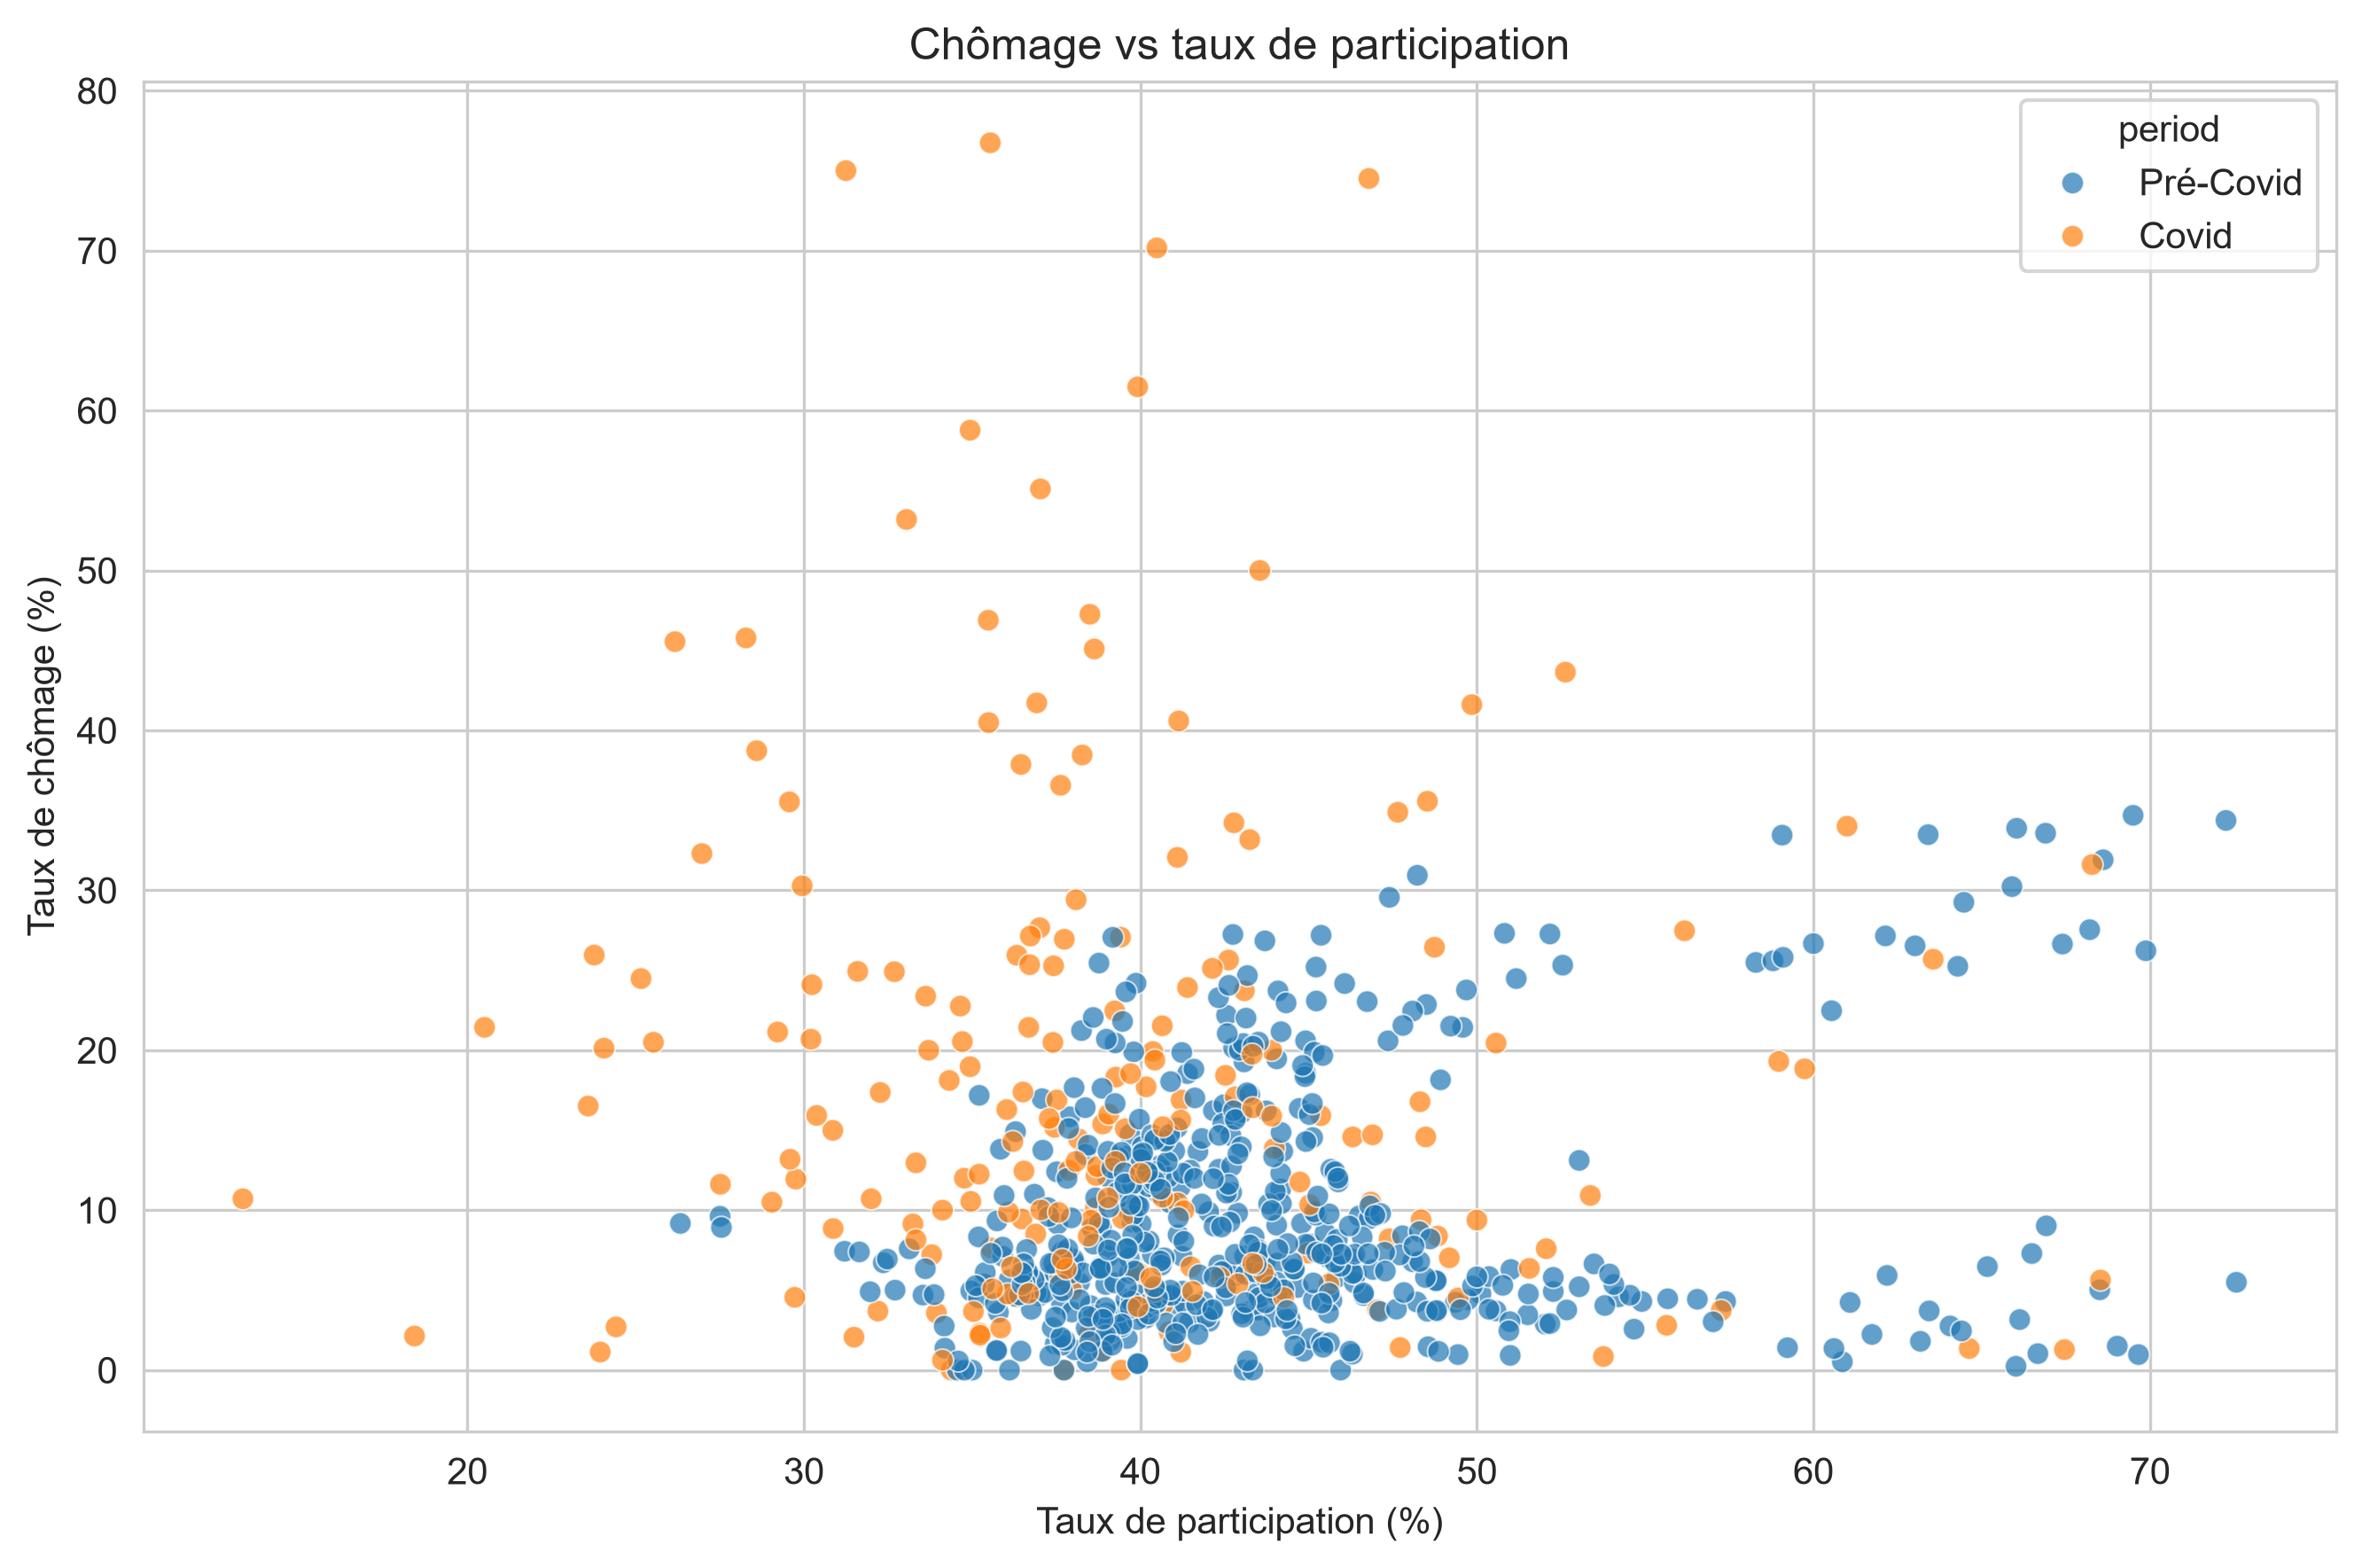 Chômage vs taux de participation
period
Pré-Covid
Covid
Taux de chômage (%)
80
70
60
50
40
30
20
10
0
20 30 40 50 60 70
Taux de participation (%)